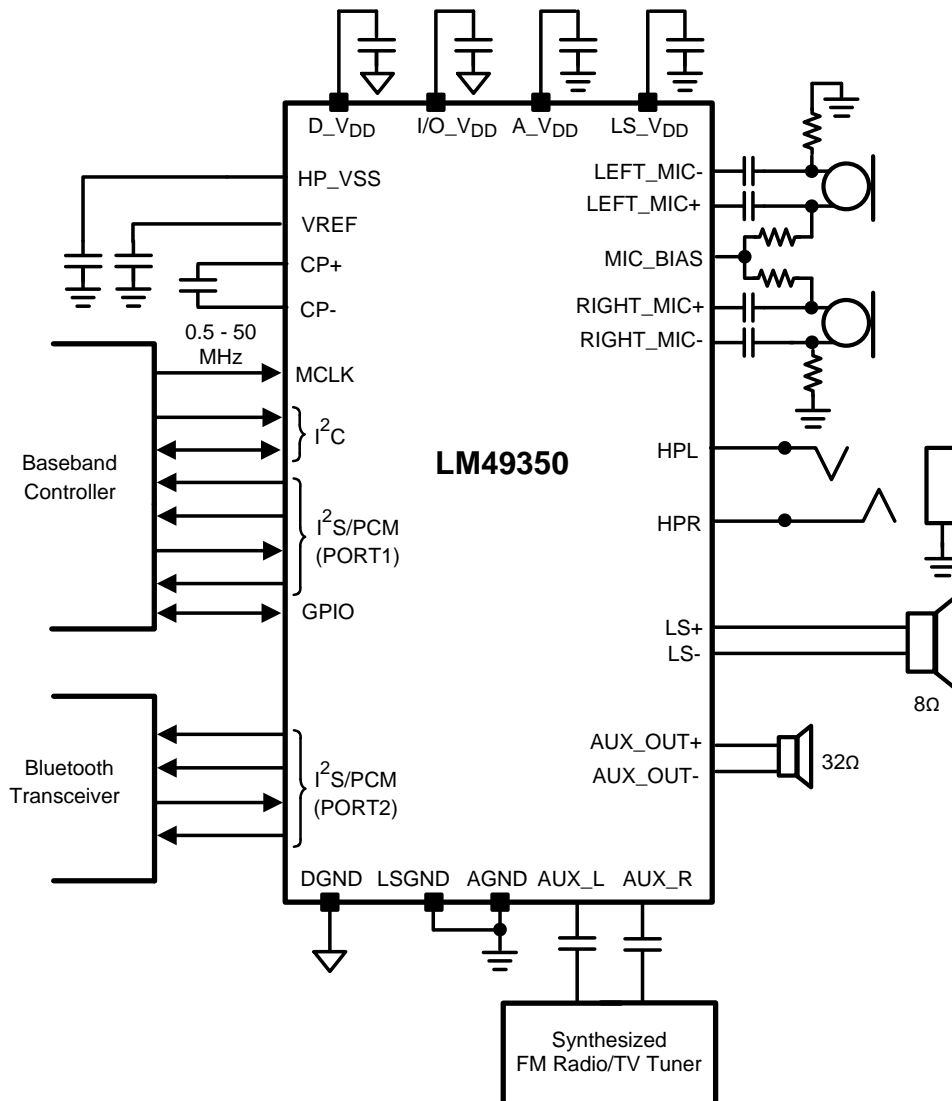 D_VDD
I/O_VDD
A_VDD
LS_VDD
HP_VSS
VREF
CP+
CP-
0.5 - 50
MHz
MCLK
I2C
I2S/PCM
(PORT1)
GPIO
Baseband
Controller
LM49350
LEFT_MIC-
LEFT_MIC+
MIC_BIAS
RIGHT_MIC+
RIGHT_MIC-
HPL
HPR
LS+
LS-
8Ω
AUX_OUT+
AUX_OUT-
32Ω
Bluetooth
Transceiver
I2S/PCM
(PORT2)
DGND
LSGND
AGND
AUX_L
AUX_R
Synthesized
FM Radio/TV Tuner